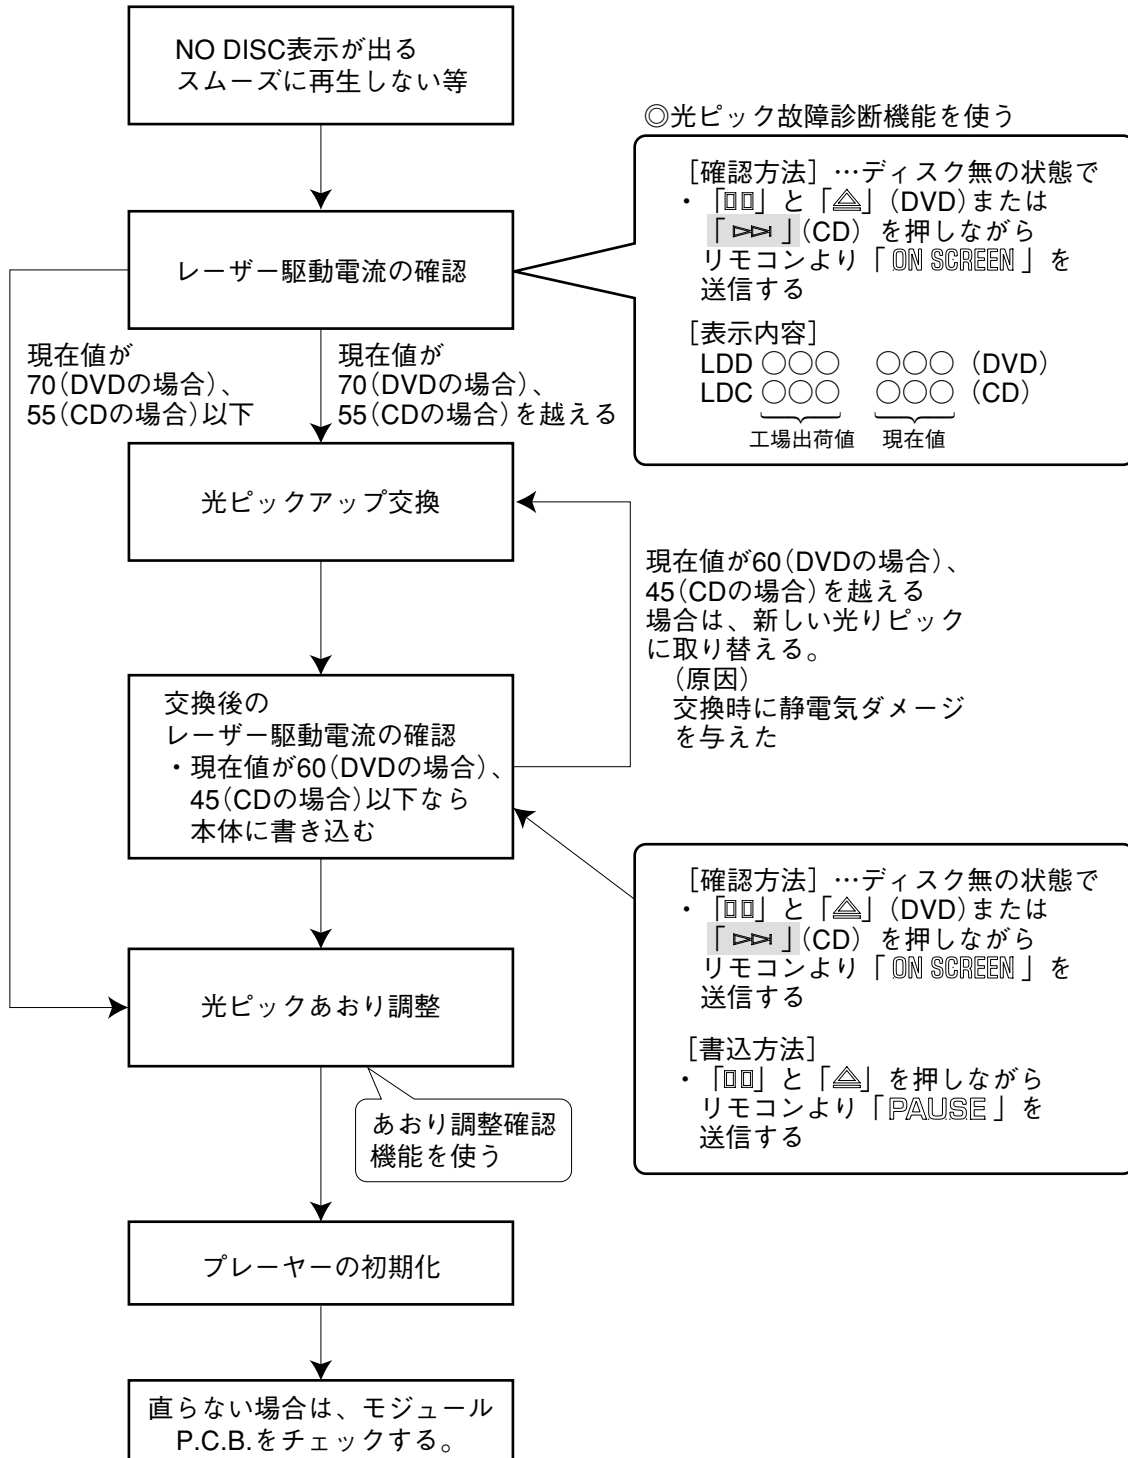 NO DISC表示が出る
スムーズに再生しない等
◎光ピック故障診断機能を使う
［確認方法］…ディスク無の状態で
・「▯▯」と「△」（DVD）または
「▷▷|」（CD）を押しながら
リモコンより「ON SCREEN」を
送信する
［表示内容］
LDD ○○○ ○○○（DVD）
LDC ○○○ ○○○（CD）
工場出荷値 現在値
レーザー駆動電流の確認
現在値が
70（DVDの場合）、
55（CDの場合）以下
現在値が
70（DVDの場合）、
55（CDの場合）を越える
光ピックアップ交換
現在値が60（DVDの場合）、
45（CDの場合）を越える
場合は、新しい光りピック
に取り替える。
（原因）
交換時に静電気ダメージ
を与えた
交換後の
レーザー駆動電流の確認
・現在値が60（DVDの場合）、
45（CDの場合）以下なら
本体に書き込む
［確認方法］…ディスク無の状態で
・「▯▯」と「△」（DVD）または
「▷▷|」（CD）を押しながら
リモコンより「ON SCREEN」を
送信する
［書込方法］
・「▯▯」と「△」を押しながら
リモコンより「PAUSE」を
送信する
光ピックあおり調整
あおり調整確認
機能を使う
プレーヤーの初期化
直らない場合は、モジュール
P.C.B.をチェックする。